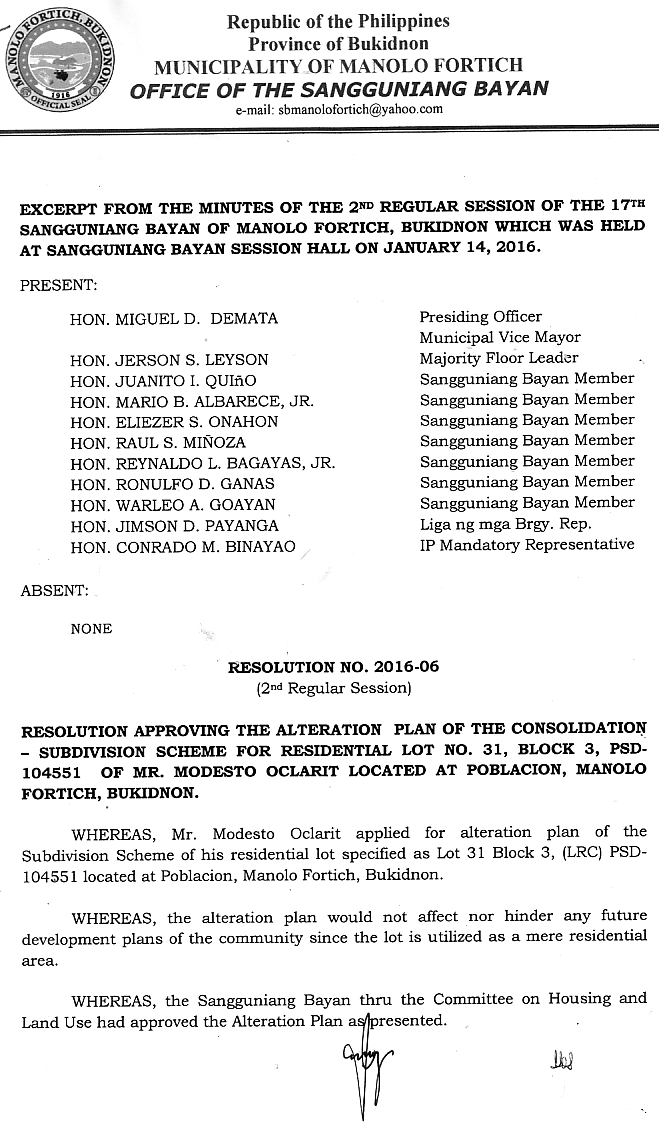 MANOLO FORTICH, BUKIDNON
1916
OFFICIAL SEAL
Republic of the Philippines
Province of Bukidnon
MUNICIPALITY OF MANOLO FORTICH
OFFICE OF THE SANGGUNIANG BAYAN
e-mail: sbmanolofortich@yahoo.com
EXCERPT FROM THE MINUTES OF THE 2ND REGULAR SESSION OF THE 17TH
SANGGUNIANG BAYAN OF MANOLO FORTICH, BUKIDNON WHICH WAS HELD
AT SANGGUNIANG BAYAN SESSION HALL ON JANUARY 14, 2016.
PRESENT:
HON. MIGUEL D. DEMATA Presiding Officer
Municipal Vice Mayor
HON. JERSON S. LEYSON Majority Floor Leader
HON. JUANITO I. QUIñO Sangguniang Bayan Member
HON. MARIO B. ALBARECE, JR. Sangguniang Bayan Member
HON. ELIEZER S. ONAHON Sangguniang Bayan Member
HON. RAUL S. MIÑOZA Sangguniang Bayan Member
HON. REYNALDO L. BAGAYAS, JR. Sangguniang Bayan Member
HON. RONULFO D. GANAS Sangguniang Bayan Member
HON. WARLEO A. GOAYAN Sangguniang Bayan Member
HON. JIMSON D. PAYANGA Liga ng mga Brgy. Rep.
HON. CONRADO M. BINAYAO IP Mandatory Representative
ABSENT:
NONE
RESOLUTION NO. 2016-06
(2nd Regular Session)
RESOLUTION APPROVING THE ALTERATION PLAN OF THE CONSOLIDATION
– SUBDIVISION SCHEME FOR RESIDENTIAL LOT NO. 31, BLOCK 3, PSD-
104551 OF MR. MODESTO OCLARIT LOCATED AT POBLACION, MANOLO
FORTICH, BUKIDNON.
WHEREAS, Mr. Modesto Oclarit applied for alteration plan of the
Subdivision Scheme of his residential lot specified as Lot 31 Block 3, (LRC) PSD-
104551 located at Poblacion, Manolo Fortich, Bukidnon.
WHEREAS, the alteration plan would not affect nor hinder any future
development plans of the community since the lot is utilized as a mere residential
area.
WHEREAS, the Sangguniang Bayan thru the Committee on Housing and
Land Use had approved the Alteration Plan as presented.